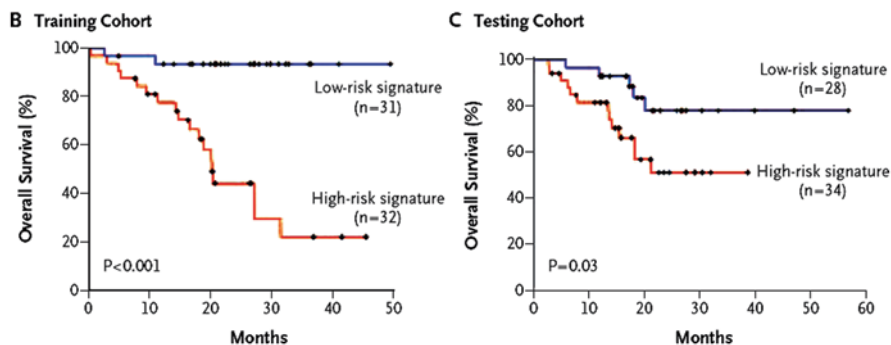 B Training Cohort
100
80
60
40
20
0
Overall Survival (%)
Low-risk signature
(n=31)
High-risk signature
(n=32)
P<0.001
0 10 20 30 40 50
Months
C Testing Cohort
100
80
60
40
20
0
Overall Survival (%)
Low-risk signature
(n=28)
High-risk signature
(n=34)
P=0.03
0 10 20 30 40 50 60
Months